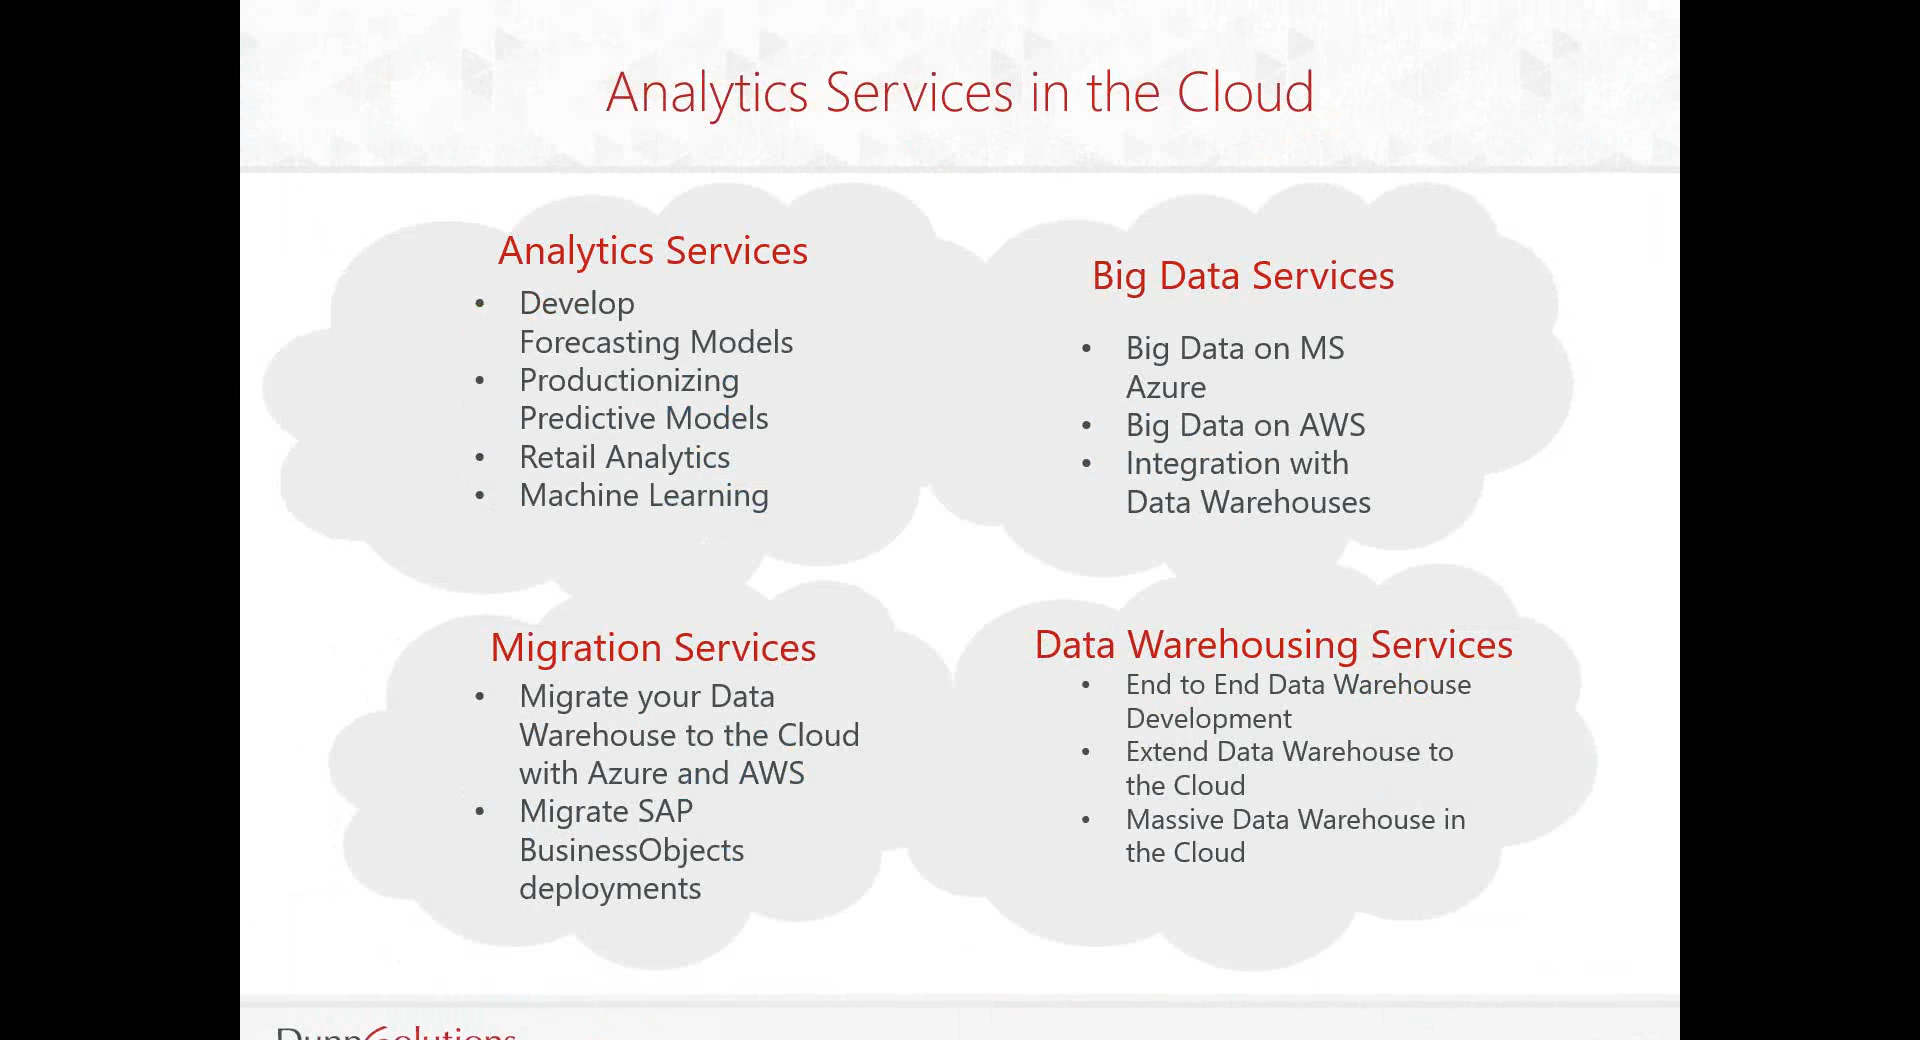 Analytics Services in the Cloud
Analytics Services
• Develop
Forecasting Models
• Productionizing
Predictive Models
• Retail Analytics
• Machine Learning
Big Data Services
• Big Data on MS
Azure
• Big Data on AWS
• Integration with
Data Warehouses
Migration Services
• Migrate your Data
Warehouse to the Cloud
with Azure and AWS
• Migrate SAP
BusinessObjects
deployments
Data Warehousing Services
• End to End Data Warehouse
Development
• Extend Data Warehouse to
the Cloud
• Massive Data Warehouse in
the Cloud
DunnSolutions